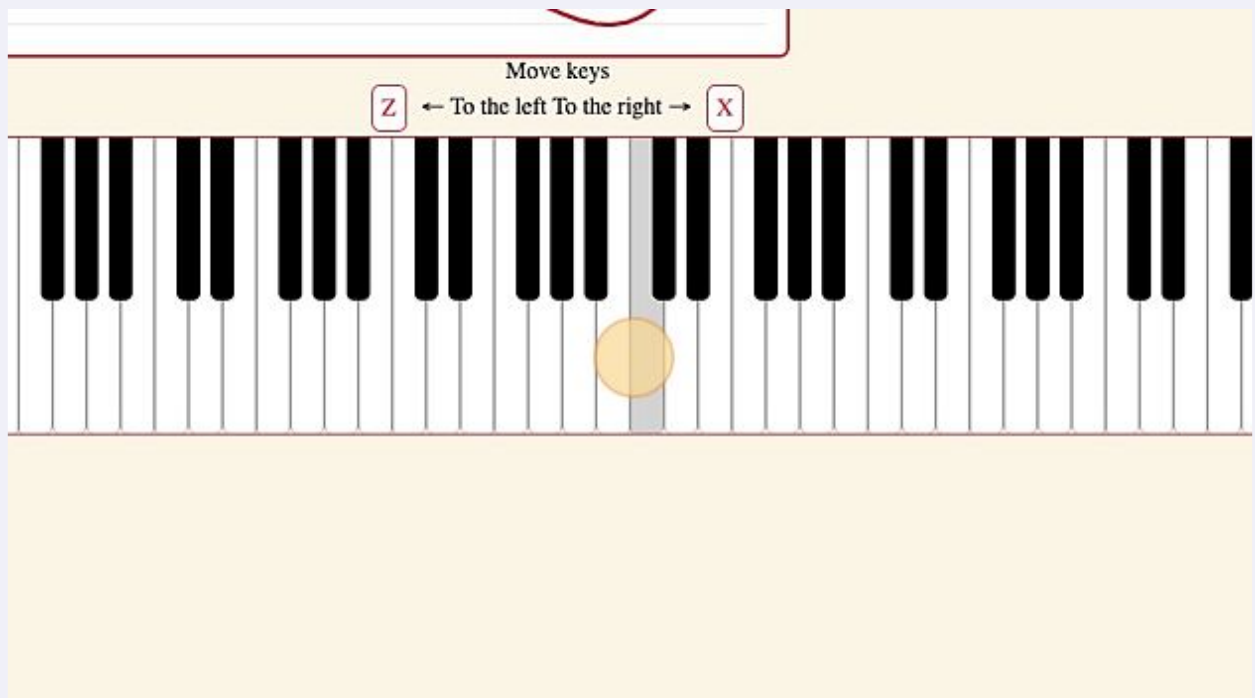 Move keys
Z ← To the left To the right → X